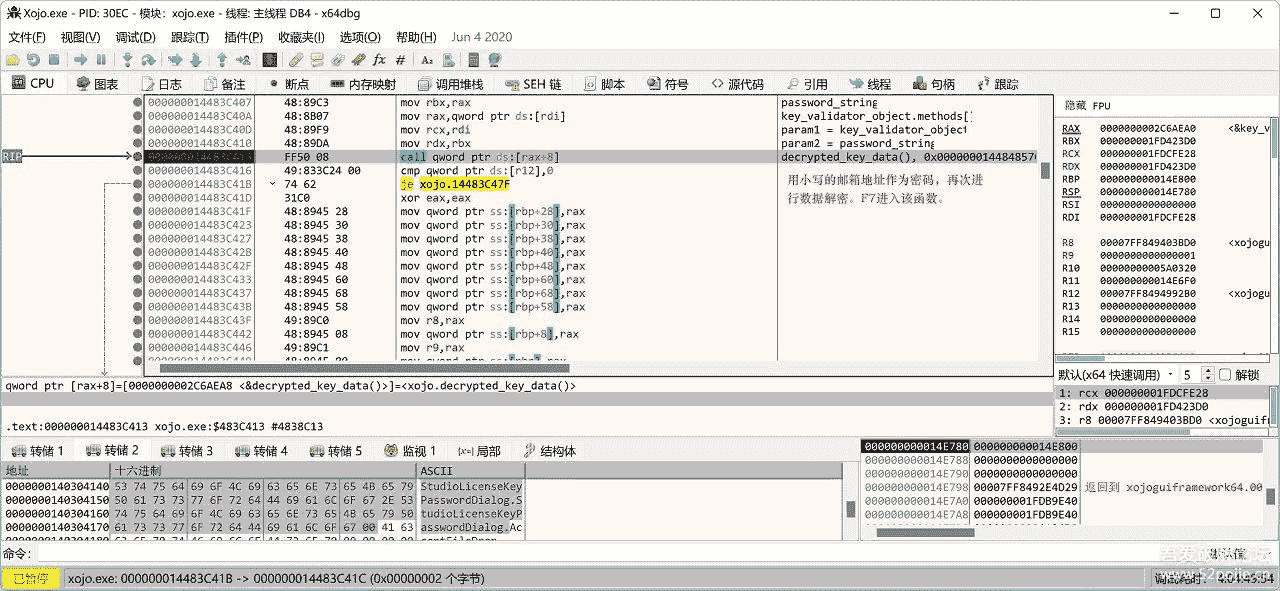 Xojo.exe - PID: 30EC - 模块: xojo.exe - 线程: 主线程 DB4 - x64dbg
文件(F) 视图(V) 调试(D) 跟踪(T) 插件(P) 收藏夹(I) 选项(O) 帮助(H) Jun 4 2020
CPU 图表 日志 备注 断点 内存映射 调用堆栈 SEH 链 脚本 符号 源代码 引用 线程 句柄 跟踪
000000014483C407 48:89C3 mov rbx,rax password_string
000000014483C40A 48:8B07 mov rax,qword ptr ds:[rdi] key_validator_object.methods[]
000000014483C40D 48:89F9 mov rcx,rdi param1 = key_validator_object
000000014483C410 48:89DA mov rdx,rbx param2 = password_string
RIP 000000014483C413 FF50 08 call qword ptr ds:[rax+8] decrypted_key_data(), 0x000000014484857
000000014483C416 49:833C24 00 cmp qword ptr ds:[r12],0
000000014483C41B 74 62 je xojo.14483C47F
000000014483C41D 31C0 xor eax,eax
000000014483C41F 48:8945 28 mov qword ptr ss:[rbp+28],rax
000000014483C423 48:8945 30 mov qword ptr ss:[rbp+30],rax
000000014483C427 48:8945 38 mov qword ptr ss:[rbp+38],rax
000000014483C42B 48:8945 40 mov qword ptr ss:[rbp+40],rax
000000014483C42F 48:8945 48 mov qword ptr ss:[rbp+48],rax
000000014483C433 48:8945 60 mov qword ptr ss:[rbp+60],rax
000000014483C437 48:8945 68 mov qword ptr ss:[rbp+68],rax
000000014483C43B 48:8945 58 mov qword ptr ss:[rbp+58],rax
000000014483C43F 49:89C0 mov r8,rax
000000014483C442 48:8945 08 mov qword ptr ss:[rbp+8],rax
000000014483C446 49:89C1 mov r9,rax
用小写的邮箱地址作为密码，再次进
行数据解密。F7进入该函数。
隐藏 FPU
RAX 0000000002C6AEA0 <&key_v
RBX 000000001FD423D0
RCX 000000001FDCFE28
RDX 000000001FD423D0
RBP 000000000014E800
RSP 000000000014E780
RSI 0000000000000000
RDI 000000001FDCFE28
R8 00007FF849403BD0 <xojogu
R9 0000000000000001
R10 0000000005A0320
R11 000000000014E6F0
R12 00007FF8494992B0 <xojogu
R13 0000000000000000
R14 0000000000000000
R15 0000000000000000
默认(x64 快速调用) 5 解锁
1: rcx 000000001FDCFE28
2: rdx 000000001FD423D0
3: r8 00007FF849403BD0 <xojoguif
qword ptr [rax+8]=[0000000002C6AEA8 <&decrypted_key_data()>]=<xojo.decrypted_key_data()>
.text:000000014483C413 xojo.exe:$483C413 #4838C13
转储 1 转储 2 转储 3 转储 4 转储 5 监视 1 局部 结构体
地址 十六进制 ASCII
0000000140304140 53 74 75 64 69 6F 4C 69 63 65 6E 73 65 4B 65 79 StudioLicenseKey
0000000140304150 50 61 73 73 77 6F 72 64 44 69 61 6C 6F 67 2E 53 PasswordDialog.S
0000000140304160 74 75 64 69 6F 4C 69 63 65 6E 73 65 4B 65 79 50 tudioLicenseKeyP
0000000140304170 61 73 73 77 6F 72 64 44 69 61 6C 6F 67 00 41 63 asswordDialog.Ac
000000000014E780 000000000014E800
000000000014E788 0000000000000000
000000000014E790 0000000000000000
000000000014E798 00007FF8492E4D29 返回到 xojoguiframework64.00
000000000014E7A0 000000001FDB9E40
000000000014E7A8 000000001FDB9E40
命令: 默认值
已暂停 xojo.exe: 000000014483C41B -> 000000014483C41C (0x00000002 个字节) 调试耗时:
吾爱破解论坛
www.52pojie.cn